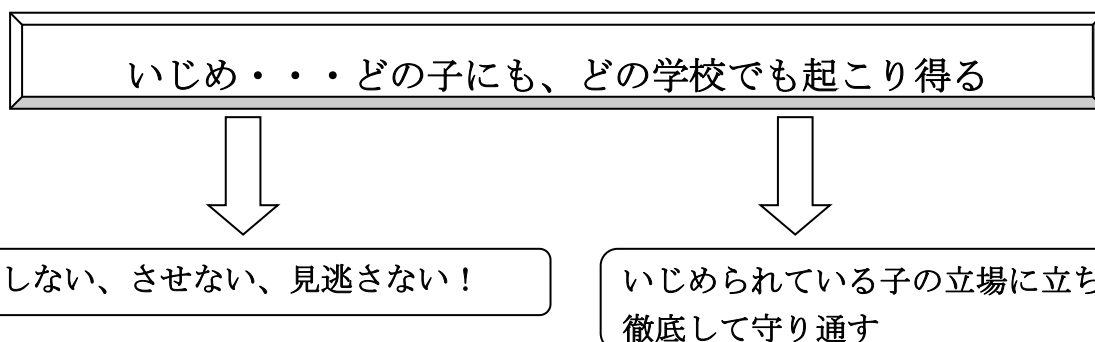 いじめ・・・どの子にも、どの学校でも起こり得る
しない、させない、見逃さない！
いじめられている子の立場に立ち
徹底して守り通す